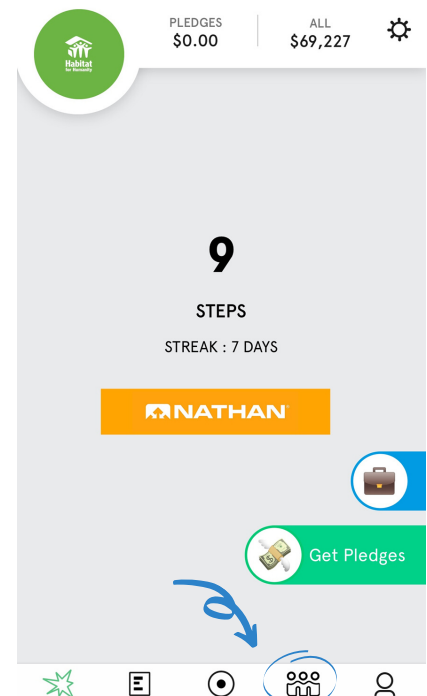 Habitat
for Humanity
PLEDGES
$0.00
ALL
$69,227
9
STEPS
STREAK : 7 DAYS
NATHAN
Get Pledges